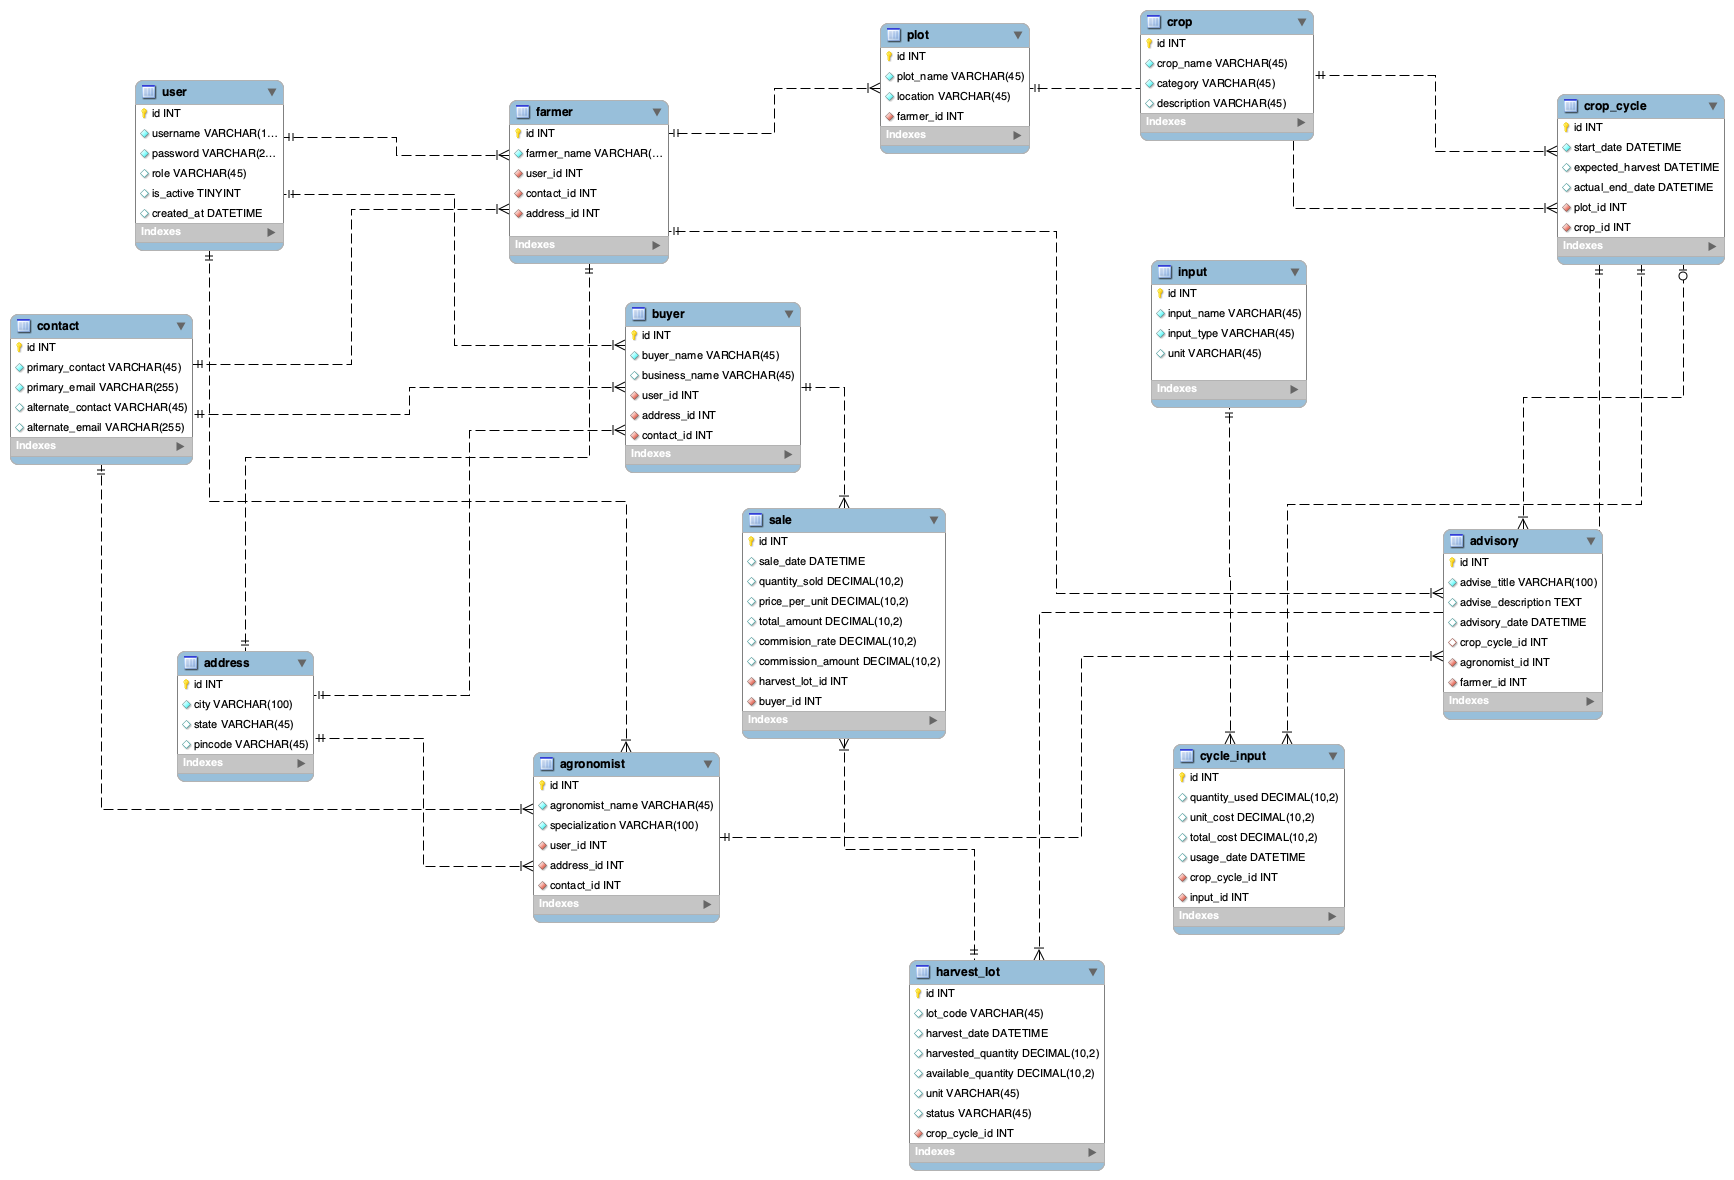 plot
id INT
plot_name VARCHAR(45)
location VARCHAR(45)
farmer_id INT
Indexes
crop
id INT
crop_name VARCHAR(45)
category VARCHAR(45)
description VARCHAR(45)
Indexes
user
id INT
username VARCHAR(1...
password VARCHAR(2...
role VARCHAR(45)
is_active TINYINT
created_at DATETIME
Indexes
farmer
id INT
farmer_name VARCHAR(...
user_id INT
contact_id INT
address_id INT
Indexes
crop_cycle
id INT
start_date DATETIME
expected_harvest DATETIME
actual_end_date DATETIME
plot_id INT
crop_id INT
Indexes
input
id INT
input_name VARCHAR(45)
input_type VARCHAR(45)
unit VARCHAR(45)
Indexes
contact
id INT
primary_contact VARCHAR(45)
primary_email VARCHAR(255)
alternate_contact VARCHAR(45)
alternate_email VARCHAR(255)
Indexes
buyer
id INT
buyer_name VARCHAR(45)
business_name VARCHAR(45)
user_id INT
address_id INT
contact_id INT
Indexes
sale
id INT
sale_date DATETIME
quantity_sold DECIMAL(10,2)
price_per_unit DECIMAL(10,2)
total_amount DECIMAL(10,2)
commision_rate DECIMAL(10,2)
commission_amount DECIMAL(10,2)
harvest_lot_id INT
buyer_id INT
Indexes
advisory
id INT
advise_title VARCHAR(100)
advise_description TEXT
advisory_date DATETIME
crop_cycle_id INT
agronomist_id INT
farmer_id INT
Indexes
address
id INT
city VARCHAR(100)
state VARCHAR(45)
pincode VARCHAR(45)
Indexes
agronomist
id INT
agronomist_name VARCHAR(45)
specialization VARCHAR(100)
user_id INT
address_id INT
contact_id INT
Indexes
cycle_input
id INT
quantity_used DECIMAL(10,2)
unit_cost DECIMAL(10,2)
total_cost DECIMAL(10,2)
usage_date DATETIME
crop_cycle_id INT
input_id INT
Indexes
harvest_lot
id INT
lot_code VARCHAR(45)
harvest_date DATETIME
harvested_quantity DECIMAL(10,2)
available_quantity DECIMAL(10,2)
unit VARCHAR(45)
status VARCHAR(45)
crop_cycle_id INT
Indexes